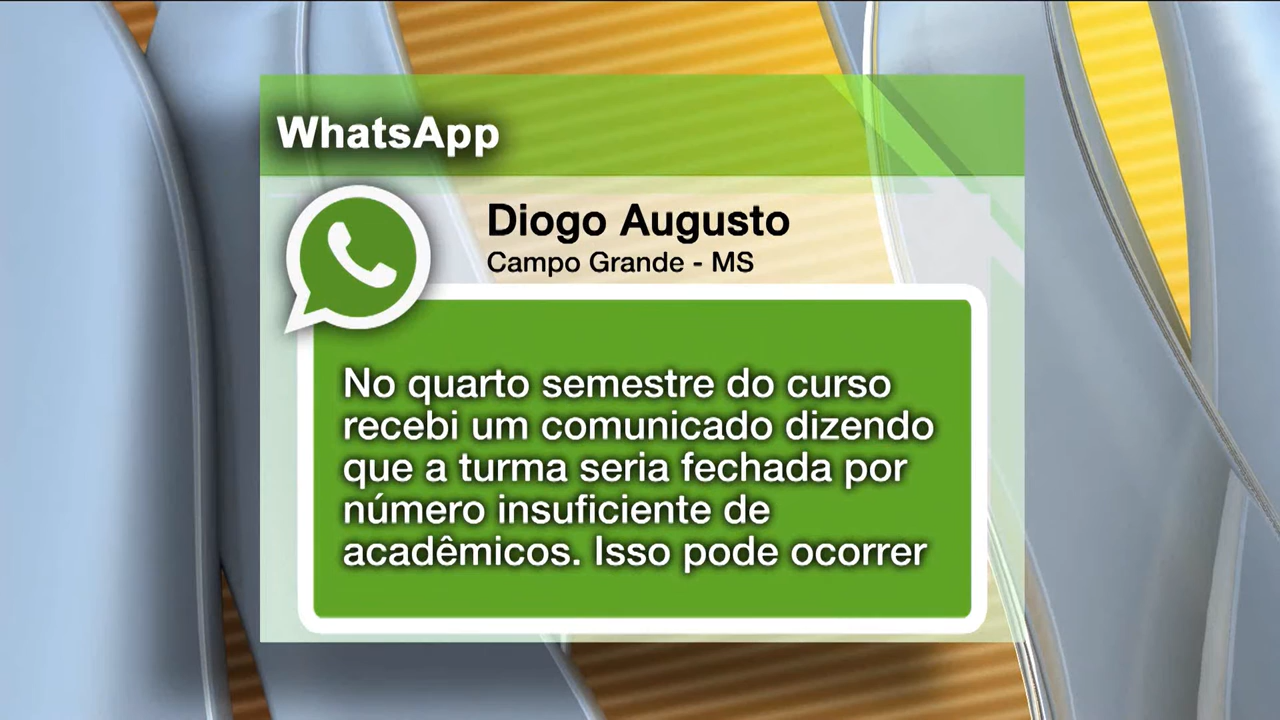 WhatsApp
Diogo Augusto
Campo Grande - MS
No quarto semestre do curso
recebi um comunicado dizendo
que a turma seria fechada por
número insuficiente de
acadêmicos. Isso pode ocorrer